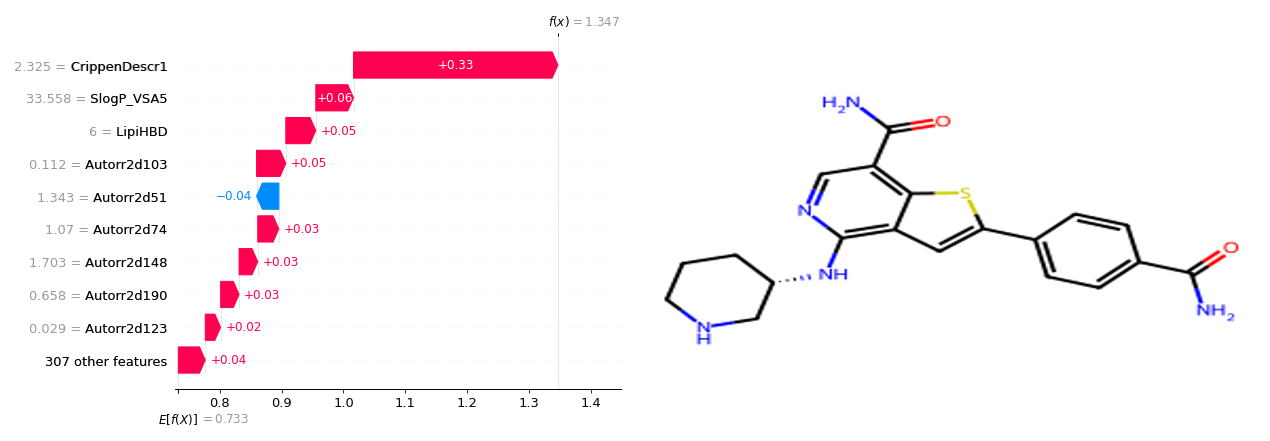 f(x) = 1.347
2.325 = CrippenDescr1 +0.33
33.558 = SlogP_VSA5 +0.06
6 = LipiHBD +0.05
0.112 = Autorr2d103 +0.05
1.343 = Autorr2d51 −0.04
1.07 = Autorr2d74 +0.03
1.703 = Autorr2d148 +0.03
0.658 = Autorr2d190 +0.03
0.029 = Autorr2d123 +0.02
307 other features +0.04
0.8 0.9 1.0 1.1 1.2 1.3 1.4
E[f(X)] = 0.733
H₂N
O
S
N
NH
O
NH₂
N
H